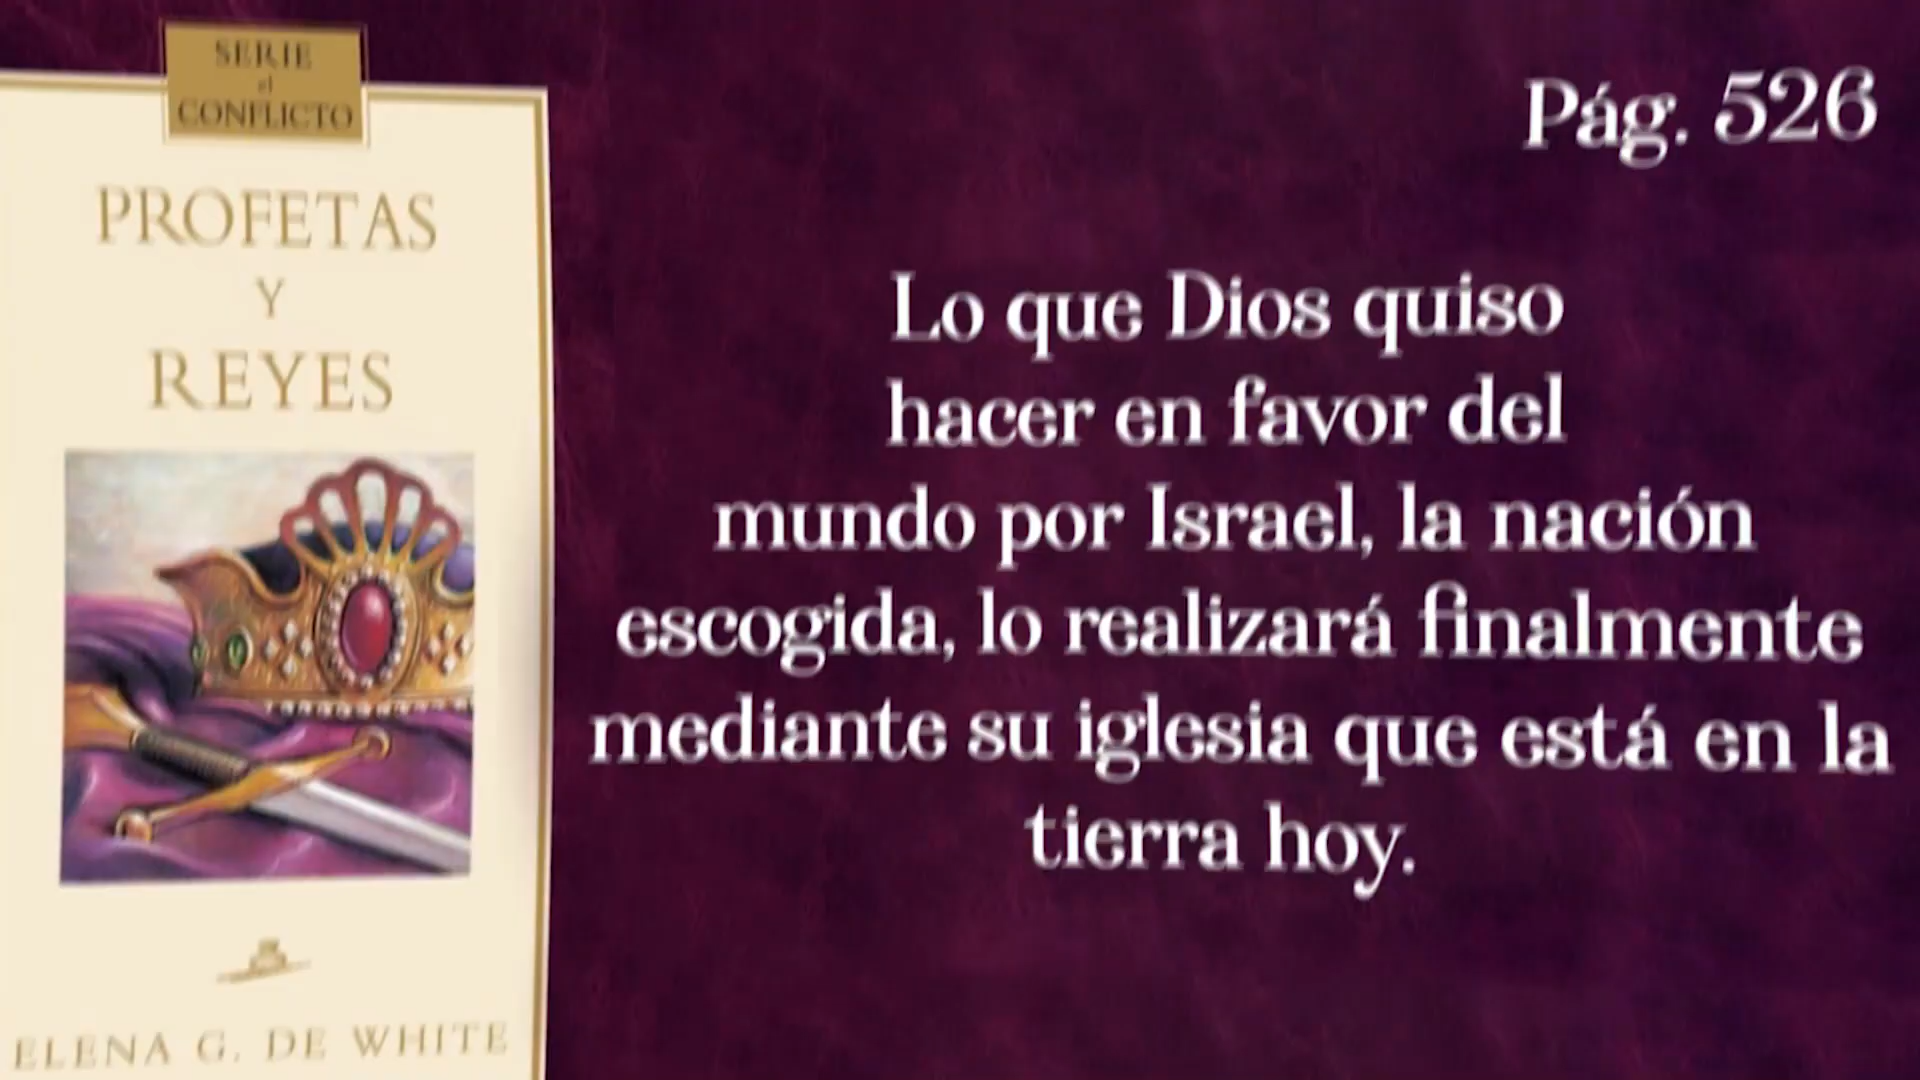 SERIE
el
CONFLICTO
PROFETAS
Y
REYES
ELENA G. DE WHITE
Pág. 526
Lo que Dios quiso
hacer en favor del
mundo por Israel, la nación
escogida, lo realizará finalmente
mediante su iglesia que está en la
tierra hoy.